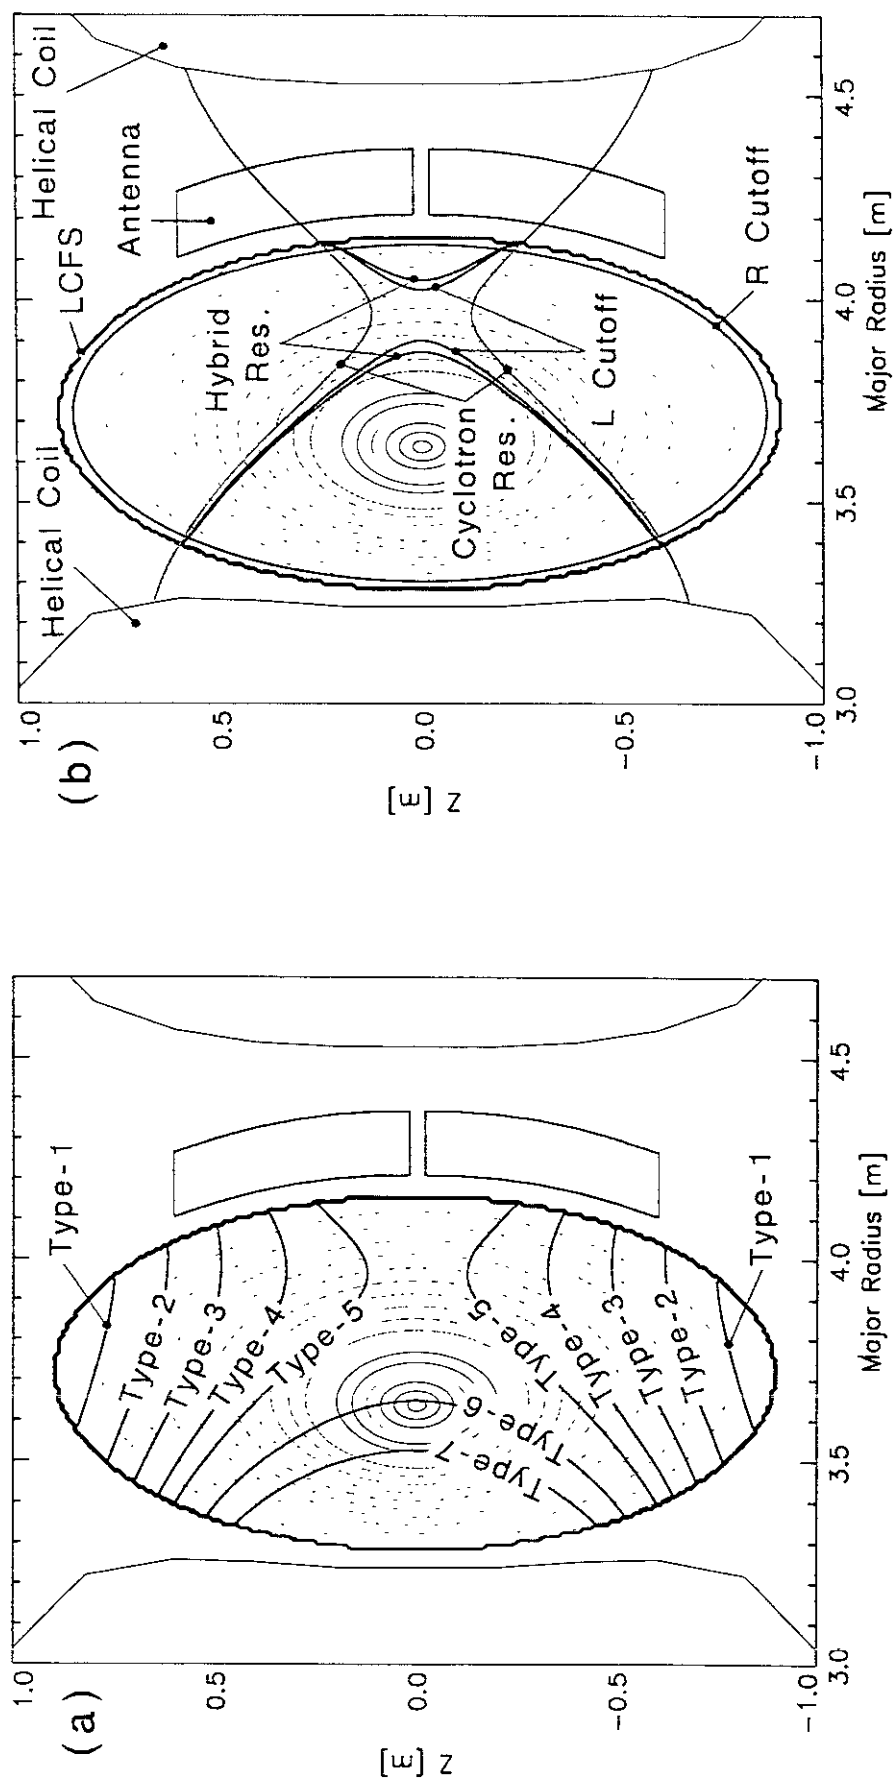 (a)
Type-1
Type-2
Type-3
Type-4
Type-5
Type-6
Type-7
Type-5
Type-4
Type-3
Type-2
Type-1
1.0
0.5
0.0
-0.5
-1.0
Z [m]
3.0
3.5
4.0
4.5
Major Radius [m]
(b)
Helical Coil
LCFS
Antenna
Helical Coil
Hybrid
Res.
Cyclotron
Res.
L Cutoff
R Cutoff
1.0
0.5
0.0
-0.5
-1.0
Z [m]
3.0
3.5
4.0
4.5
Major Radius [m]